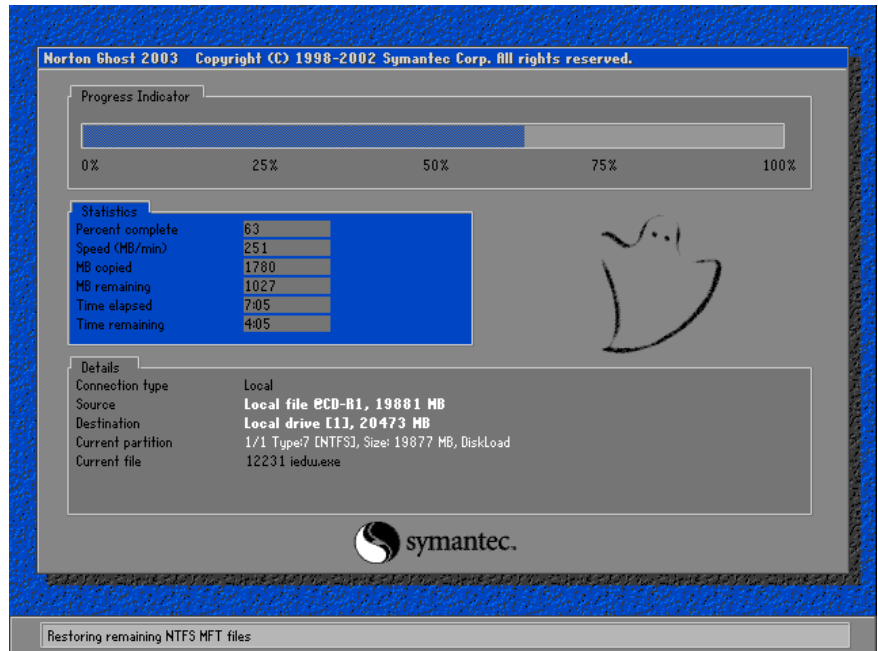 Norton Ghost 2003 Copyright (C) 1998-2002 Symantec Corp. All rights reserved.
Progress Indicator
0% 25% 50% 75% 100%
Statistics
Percent complete 63
Speed (MB/min) 251
MB copied 1780
MB remaining 1027
Time elapsed 7:05
Time remaining 4:05
Details
Connection type Local
Source Local file @CD-R1, 19881 MB
Destination Local drive [1], 20473 MB
Current partition 1/1 Type:7 [NTFS], Size: 19877 MB, DiskLoad
Current file 12231 iedw.exe
symantec.
Restoring remaining NTFS MFT files